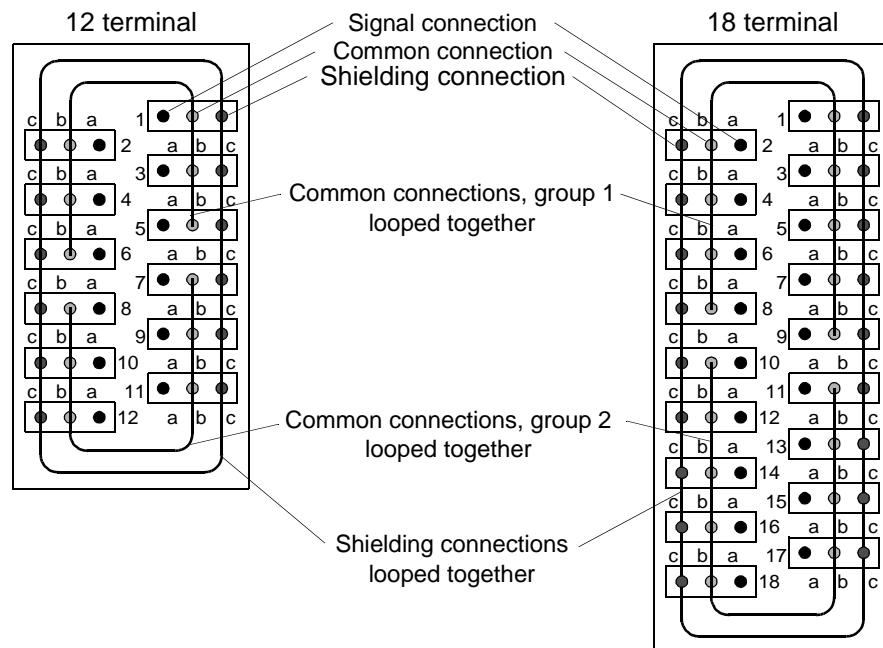 12 terminal
Signal connection
Common connection
Shielding connection
18 terminal
c b a 1
2 a b c
c b a 3
4 a b c
c b a 5
6 a b c
c b a 7
8 a b c
c b a 9
10 a b c
c b a 11
12 a b c
Common connections, group 1
looped together
Common connections, group 2
looped together
Shielding connections
looped together
c b a 1
2 a b c
c b a 3
4 a b c
c b a 5
6 a b c
c b a 7
8 a b c
c b a 9
10 a b c
c b a 11
12 a b c
c b a 13
14 a b c
c b a 15
16 a b c
c b a 17
18 a b c